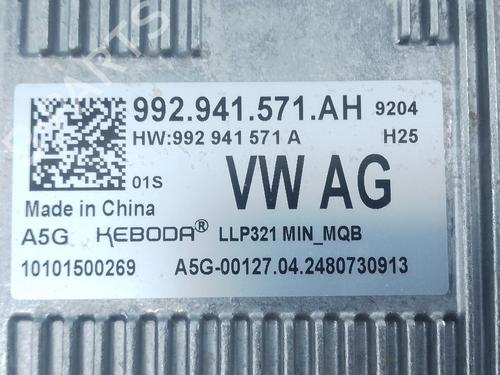 992.941.571.AH 9204
HW:992 941 571 A H25
01S VW AG
Made in China
A5G KEBODA® LLP321 MIN_MQB
10101500269 A5G-00127.04.2480730913